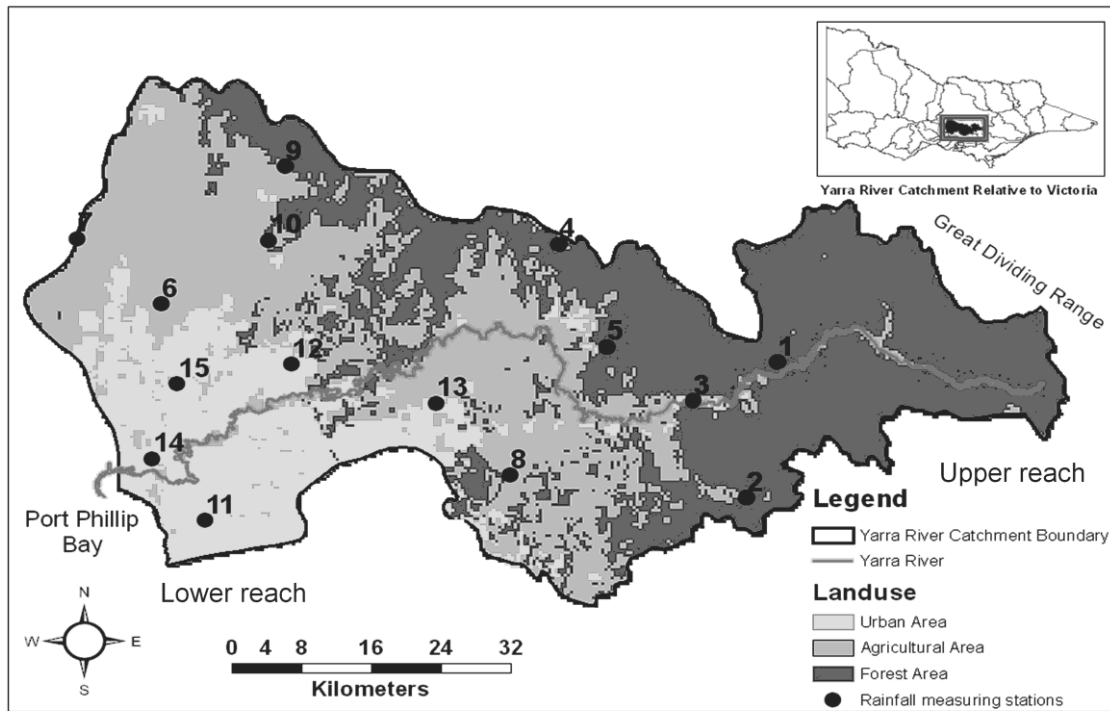 Yarra River Catchment Relative to Victoria
Great Dividing Range
9
7
10
4
6
5
12
1
15
3
13
14
8
2
11
Upper reach
Port Phillip
Bay
Lower reach
N
W
E
S
0 4 8 16 24 32
Kilometers
Legend
Yarra River Catchment Boundary
Yarra River
Landuse
Urban Area
Agricultural Area
Forest Area
Rainfall measuring stations